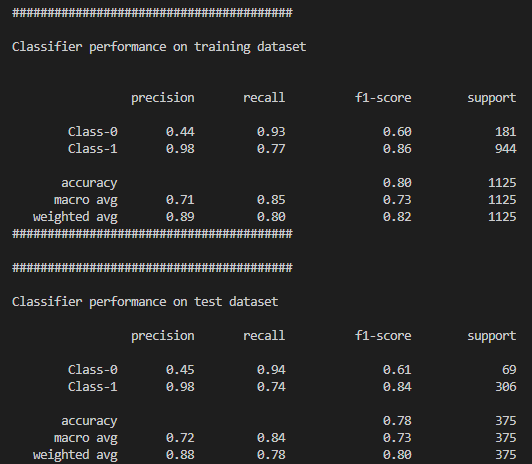 ########################################
Classifier performance on training dataset
precision recall f1-score support
Class-0 0.44 0.93 0.60 181
Class-1 0.98 0.77 0.86 944
accuracy 0.80 1125
macro avg 0.71 0.85 0.73 1125
weighted avg 0.89 0.80 0.82 1125
########################################
########################################
Classifier performance on test dataset
precision recall f1-score support
Class-0 0.45 0.94 0.61 69
Class-1 0.98 0.74 0.84 306
accuracy 0.78 375
macro avg 0.72 0.84 0.73 375
weighted avg 0.88 0.78 0.80 375